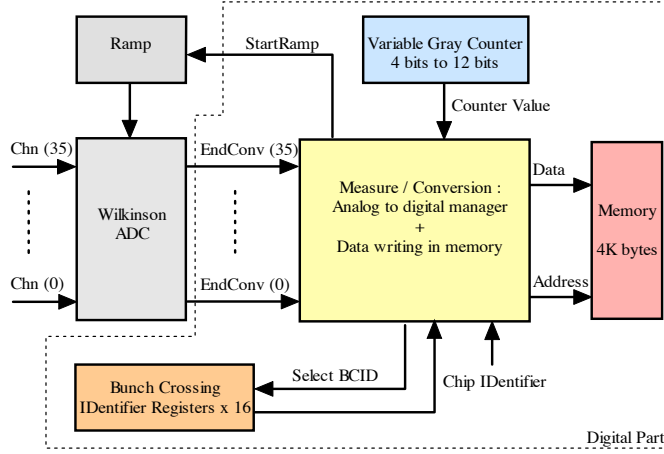 Ramp
StartRamp
Variable Gray Counter
4 bits to 12 bits
Counter Value
Chn (35)
EndConv (35)
Wilkinson
ADC
Measure / Conversion :
Analog to digital manager
+
Data writing in memory
Data
Memory
4K bytes
Chn (0)
EndConv (0)
Address
Select BCID
Chip IDentifier
Bunch Crossing
IDentifier Registers x 16
Digital Part